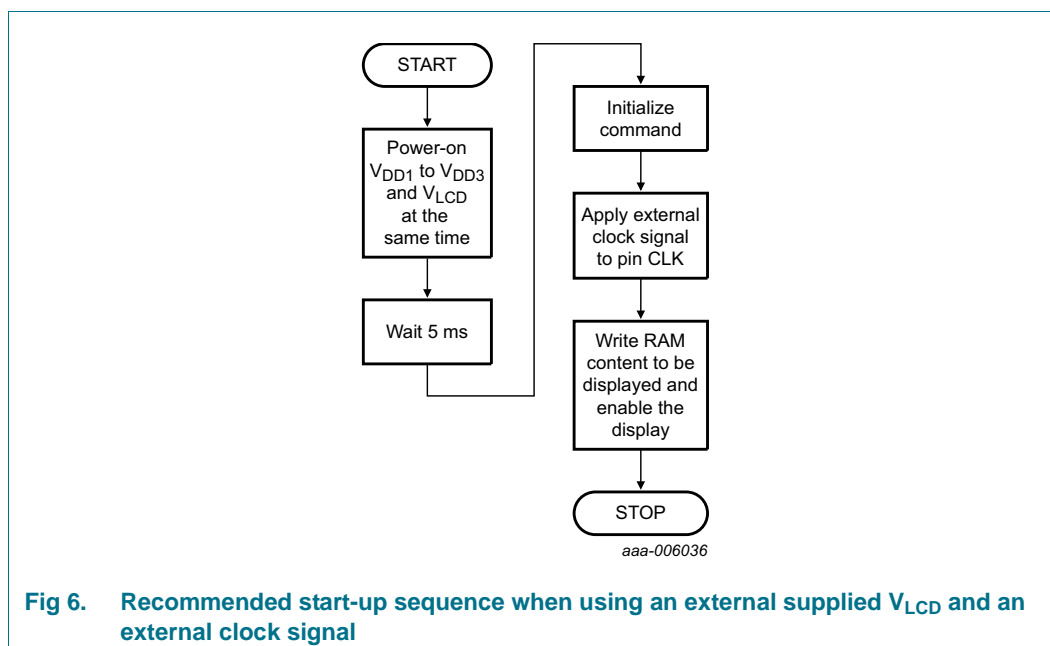 START
Power-on
VDD1 to VDD3
and VLCD
at the
same time
Wait 5 ms
Initialize
command
Apply external
clock signal
to pin CLK
Write RAM
content to be
displayed and
enable the
display
STOP
aaa-006036
Fig 6. Recommended start-up sequence when using an external supplied VLCD and an
external clock signal